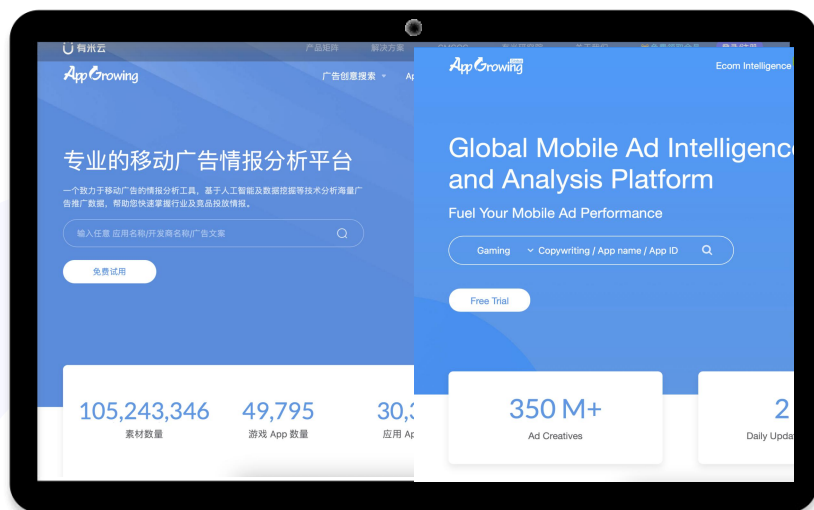 有米云
产品矩阵
解决方案
AppGrowing
广告创意搜索
专业的移动广告情报分析平台
一个致力于移动广告的情报分析工具，基于人工智能及数据挖掘等技术分析海量广
告推广数据，帮助您快速掌握行业及竞品投放情报。
输入任意 应用名称/开发商名称/广告文案
免费试用
105,243,346
49,795
素材数量
游戏 App 数量
应用
AppGrowing
Ecom Intelligence
Global Mobile Ad Intelligenc
and Analysis Platform
Fuel Your Mobile Ad Performance
Gaming
Copywriting / App name / App ID
Free Trial
350 M+
2
Ad Creatives
Daily Upda